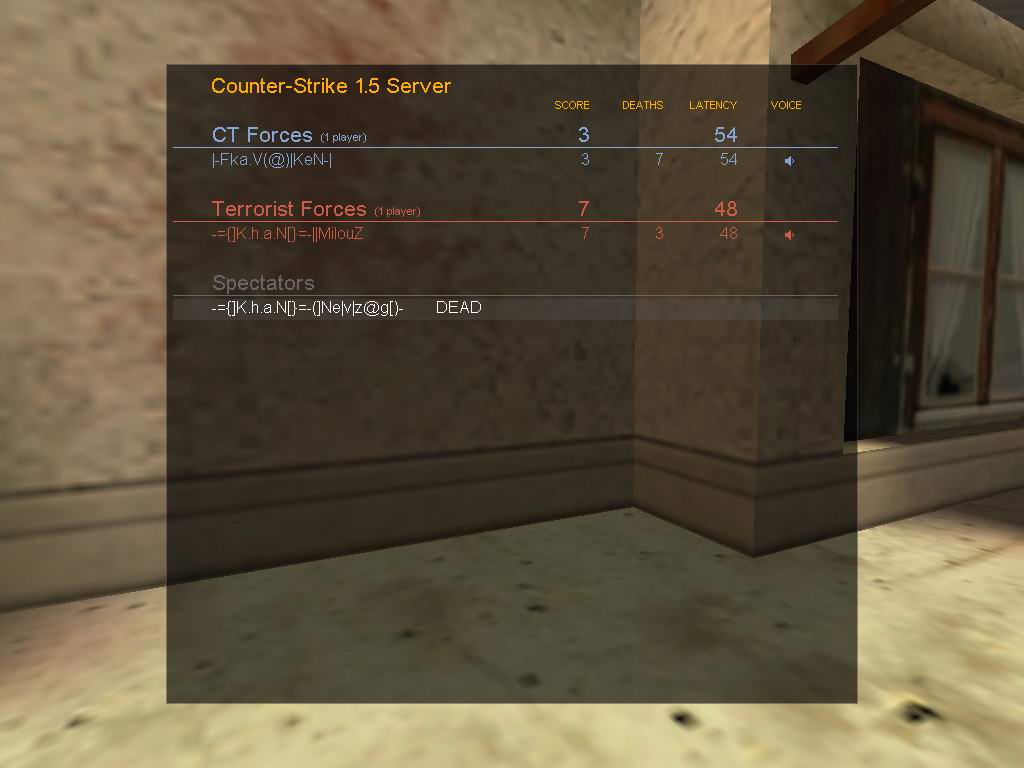 Counter-Strike 1.5 Server
SCORE DEATHS LATENCY VOICE
CT Forces (1 player) 3 54
|-Fka.V(@)|KeN-| 3 7 54
Terrorist Forces (1 player) 7 48
-={]K.h.a.N[}=-||MilouZ 7 3 48
Spectators
-={]K.h.a.N[}=-(]Ne|v|z@g[)- DEAD